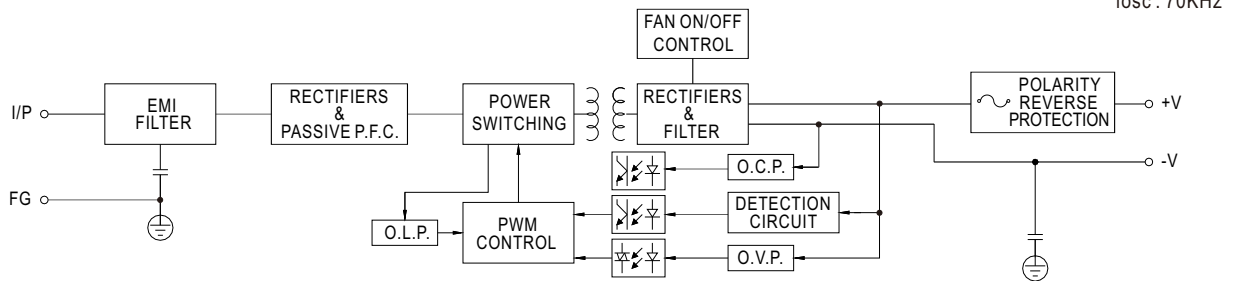 fosc : 70KHz
FAN ON/OFF
CONTROL
I/P
EMI
FILTER
RECTIFIERS
&
PASSIVE P.F.C.
POWER
SWITCHING
RECTIFIERS
&
FILTER
POLARITY
REVERSE
PROTECTION
+V
-V
O.C.P.
FG
O.L.P.
PWM
CONTROL
DETECTION
CIRCUIT
O.V.P.